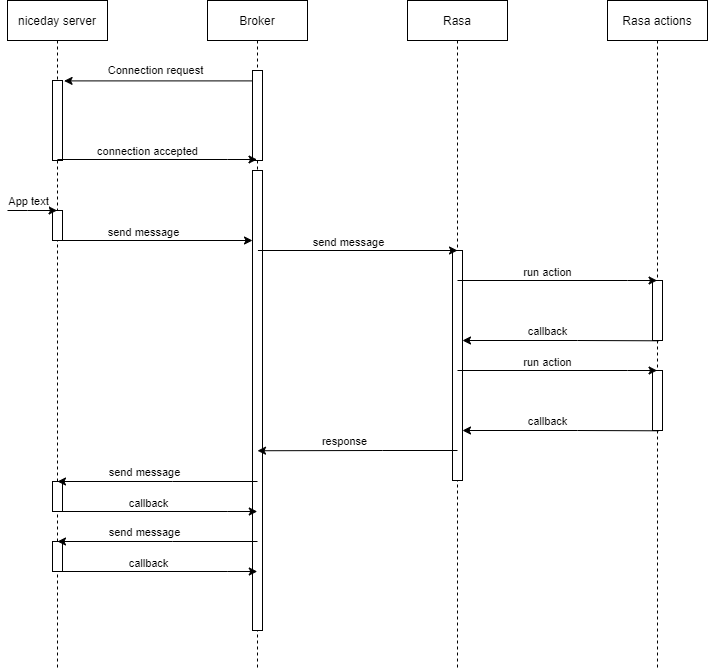 niceday server
Broker
Rasa
Rasa actions
Connection request
connection accepted
App text
send message
send message
run action
callback
run action
callback
response
send message
callback
send message
callback